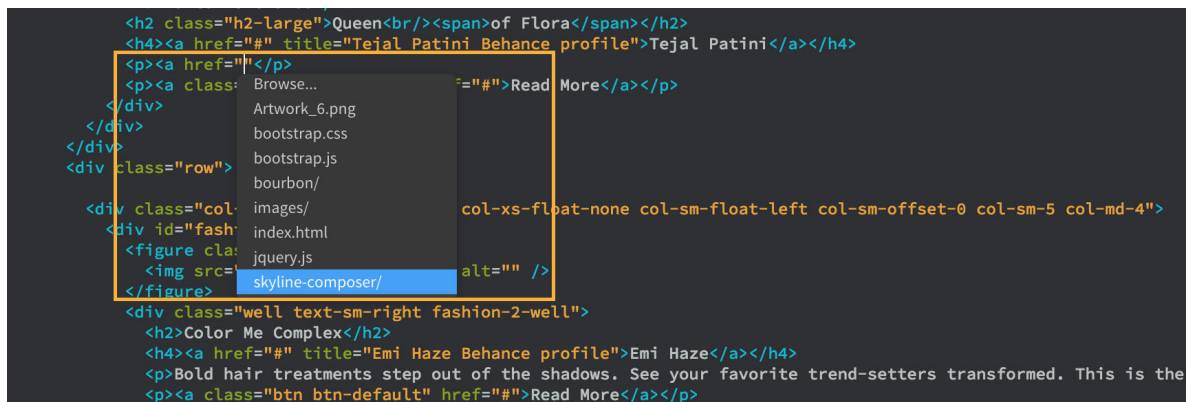 <h2 class="h2-large">Queen<br/><span>of Flora</span></h2>
<h4><a href="#" title="Tejal Patini Behance profile">Tejal Patini</a></h4>
<p><a href=""</p>
<p><a class= ="#">Read More</a></p>
Browse...
Artwork_6.png
bootstrap.css
bootstrap.js
bourbon/
images/
index.html
jquery.js
skyline-composer/
</div>
</div>
</div>
<div class="row">
<div class="col- col-xs-float-none col-sm-float-left col-sm-offset-0 col-sm-5 col-md-4">
<div id="fash
<figure clas
<img src=" alt="" />
</figure>
<div class="well text-sm-right fashion-2-well">
<h2>Color Me Complex</h2>
<h4><a href="#" title="Emi Haze Behance profile">Emi Haze</a></h4>
<p>Bold hair treatments step out of the shadows. See your favorite trend-setters transformed. This is the
<p><a class="btn btn-default" href="#">Read More</a></p>